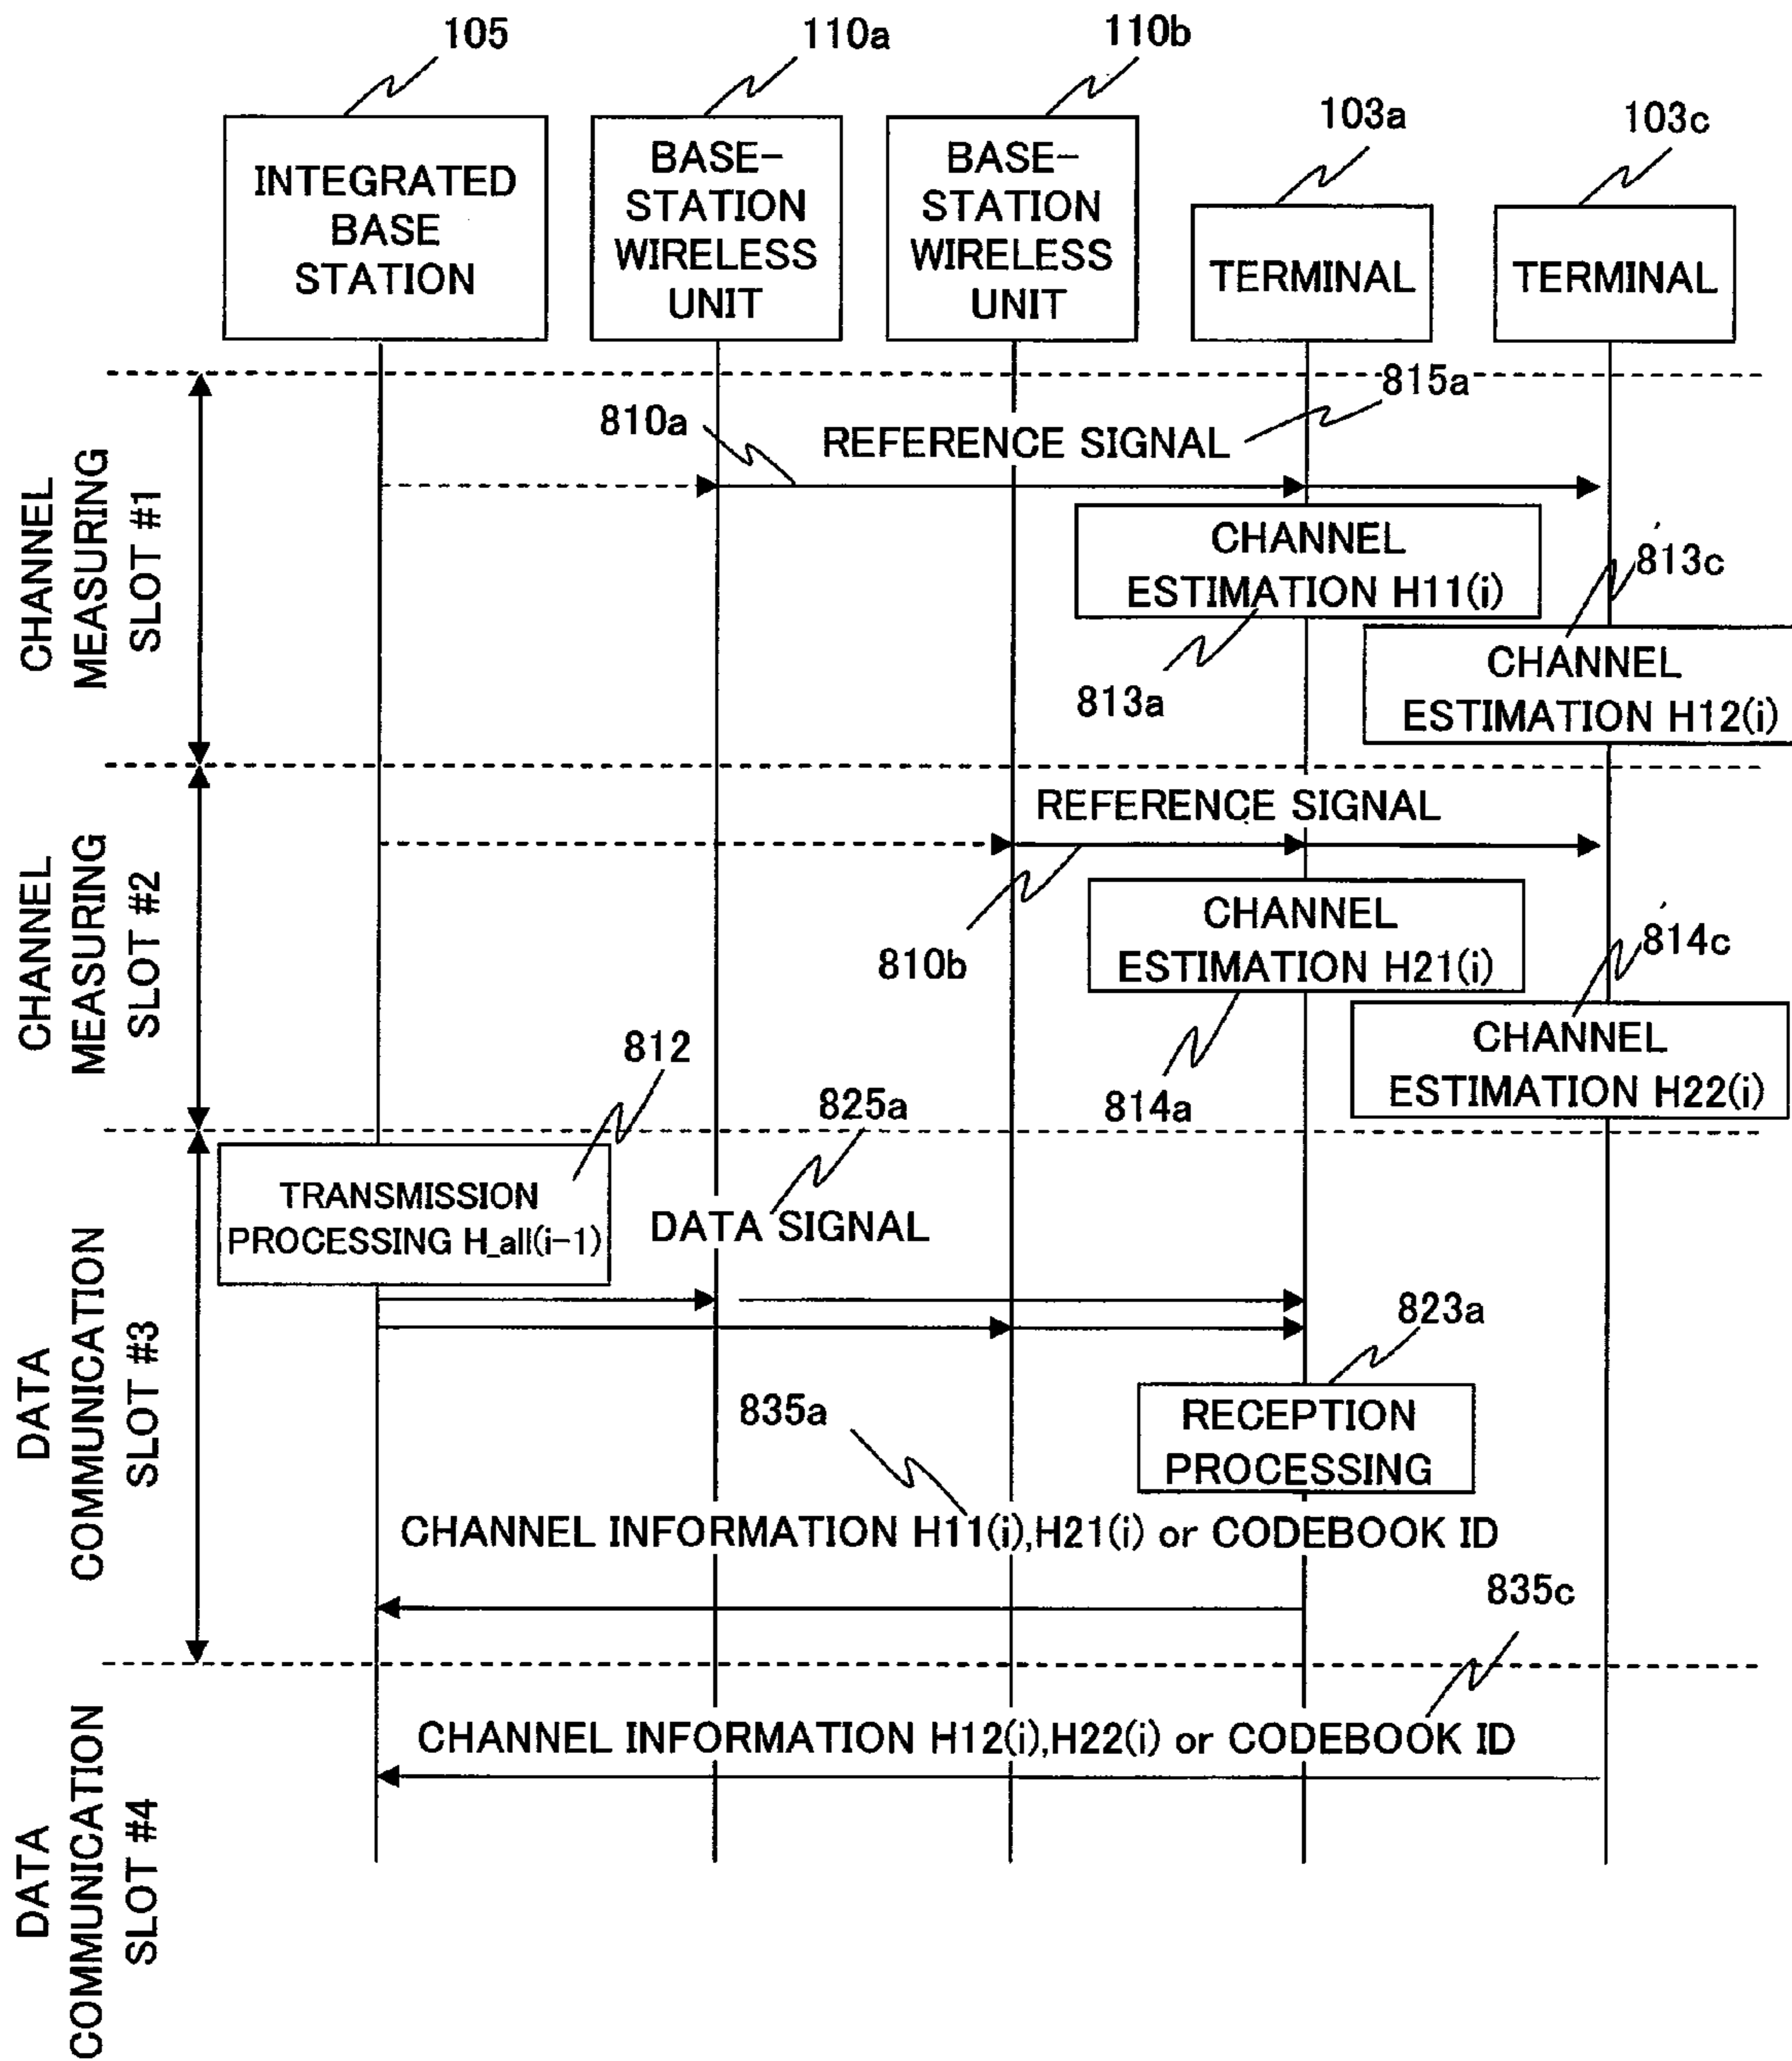 105
110a
110b
103a
103c
INTEGRATED
BASE
STATION
BASE-
STATION
WIRELESS
UNIT
BASE-
STATION
WIRELESS
UNIT
TERMINAL
TERMINAL
CHANNEL
MEASURING
SLOT #1
810a
REFERENCE SIGNAL
815a
CHANNEL
ESTIMATION H11(i)
813a
813c
CHANNEL
ESTIMATION H12(i)
CHANNEL
MEASURING
SLOT #2
REFERENCE SIGNAL
810b
CHANNEL
ESTIMATION H21(i)
814a
814c
CHANNEL
ESTIMATION H22(i)
DATA
COMMUNICATION
SLOT #3
812
TRANSMISSION
PROCESSING H_all(i-1)
825a
DATA SIGNAL
823a
RECEPTION
PROCESSING
835a
CHANNEL INFORMATION H11(i),H21(i) or CODEBOOK ID
835c
DATA
COMMUNICATION
SLOT #4
CHANNEL INFORMATION H12(i),H22(i) or CODEBOOK ID